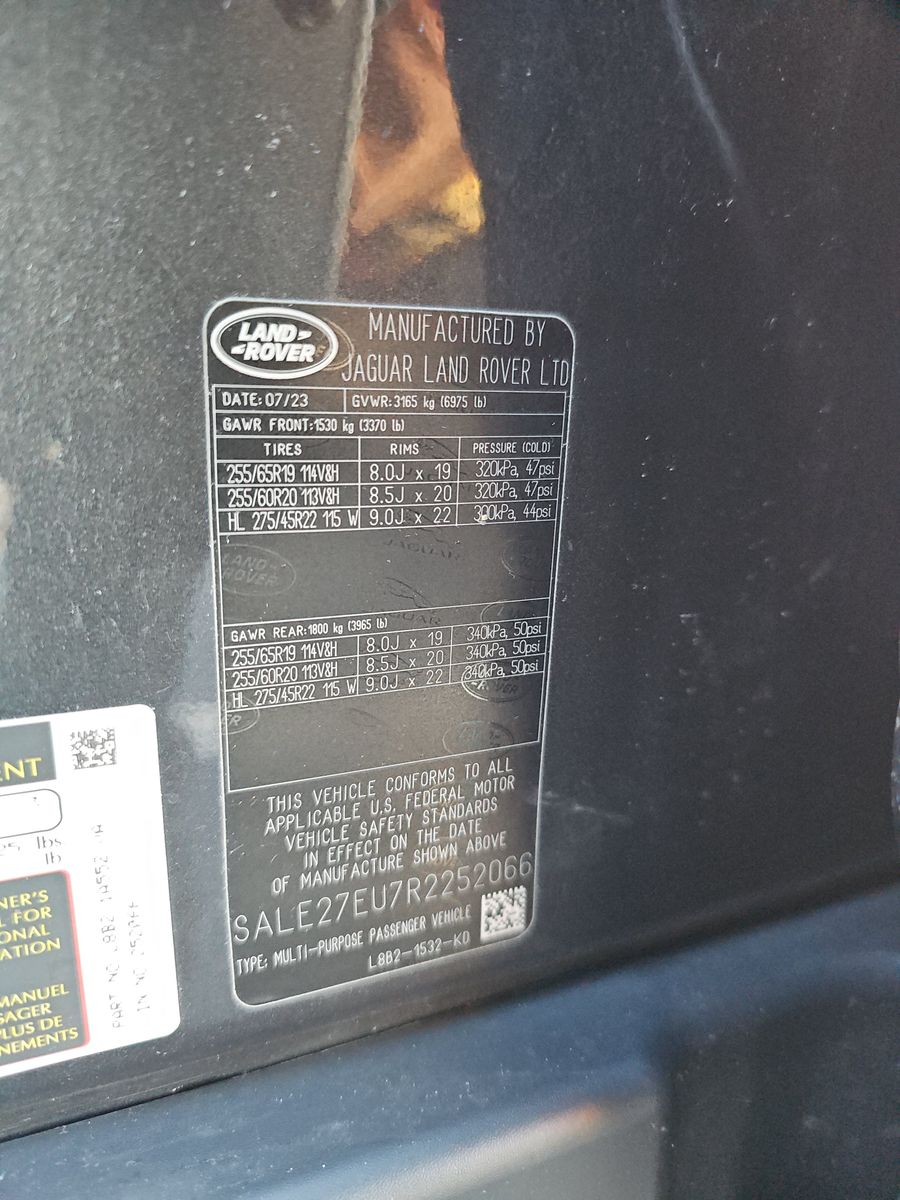 LAND-
-ROVER
MANUFACTURED BY
JAGUAR LAND ROVER LTD
DATE: 07/23 GVWR: 3165 kg (6975 lb)
GAWR FRONT: 1530 kg (3370 lb)
TIRES RIMS PRESSURE (COLD)
255/65R19 114V&H 8.0J x 19 320kPa, 47psi
255/60R20 113V&H 8.5J x 20 320kPa, 47psi
HL 275/45R22 115 W 9.0J x 22 300kPa, 44psi
GAWR REAR: 1800 kg (3965 lb)
255/65R19 114V&H 8.0J x 19 340kPa, 50psi
255/60R20 113V&H 8.5J x 20 340kPa, 50psi
HL 275/45R22 115 W 9.0J x 22 340kPa, 50psi
THIS VEHICLE CONFORMS TO ALL
APPLICABLE U.S. FEDERAL MOTOR
VEHICLE SAFETY STANDARDS
IN EFFECT ON THE DATE
OF MANUFACTURE SHOWN ABOVE
SALE27EU7R2252066
TYPE: MULTI-PURPOSE PASSENGER VEHICLE
L8B2-1532-KD
ENT
lbs
lb
NER'S
L FOR
ONAL
ATION
MANUEL
SAGER
PLUS DE
NEMENTS
PART NO